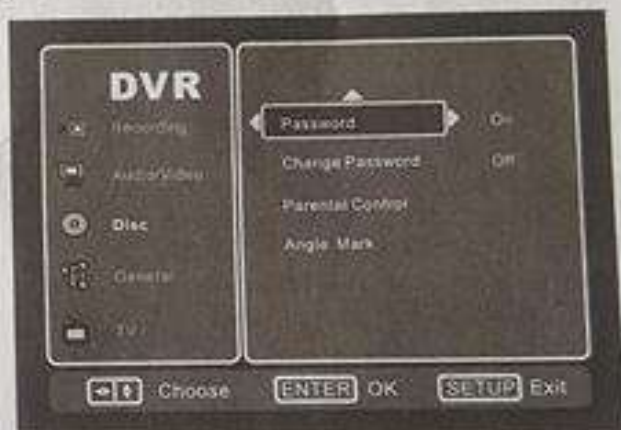 DVR
Recording
Audio/Video
Disc
General
TV
Password On
Change Password Off
Parental Control
Angle Mark
Choose ENTER OK SETUP Exit